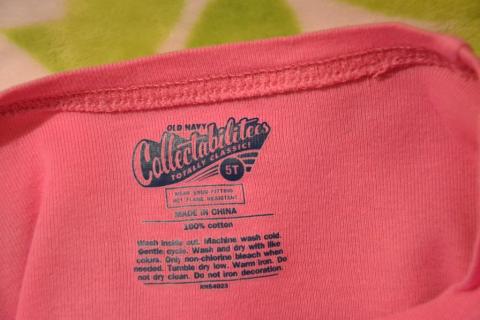 OLD NAVY
Collectabilitees
TOTALLY CLASSIC!
5T
WEAR SNUG FITTING
NOT FLAME RESISTANT
MADE IN CHINA
100% cotton
Wash inside out. Machine wash cold.
Gentle cycle. Wash and dry with like
colors. Only non-chlorine bleach when
needed. Tumble dry low. Warm iron. Do
not dry clean. Do not iron decoration.
RN54023